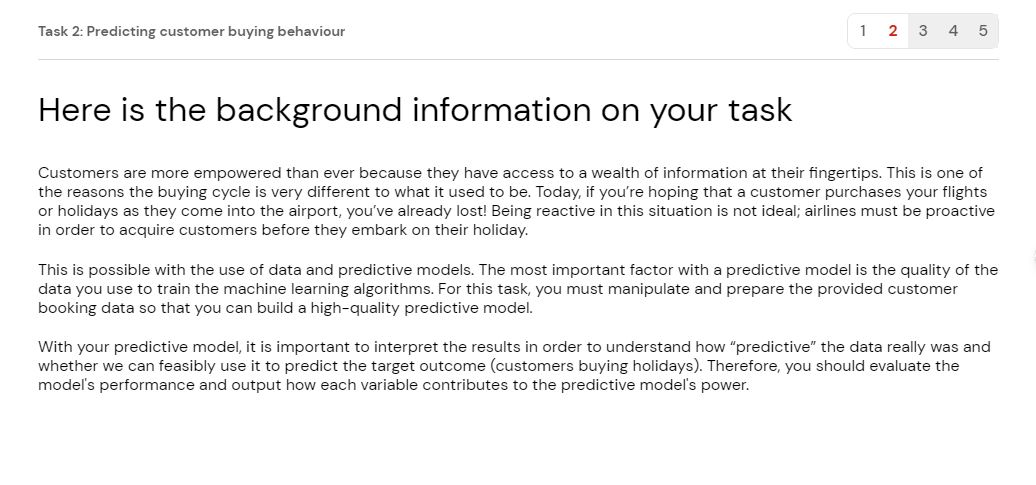 Task 2: Predicting customer buying behaviour
1 2 3 4 5
Here is the background information on your task
Customers are more empowered than ever because they have access to a wealth of information at their fingertips. This is one of
the reasons the buying cycle is very different to what it used to be. Today, if you’re hoping that a customer purchases your flights
or holidays as they come into the airport, you’ve already lost! Being reactive in this situation is not ideal; airlines must be proactive
in order to acquire customers before they embark on their holiday.
This is possible with the use of data and predictive models. The most important factor with a predictive model is the quality of the
data you use to train the machine learning algorithms. For this task, you must manipulate and prepare the provided customer
booking data so that you can build a high-quality predictive model.
With your predictive model, it is important to interpret the results in order to understand how “predictive” the data really was and
whether we can feasibly use it to predict the target outcome (customers buying holidays). Therefore, you should evaluate the
model's performance and output how each variable contributes to the predictive model's power.